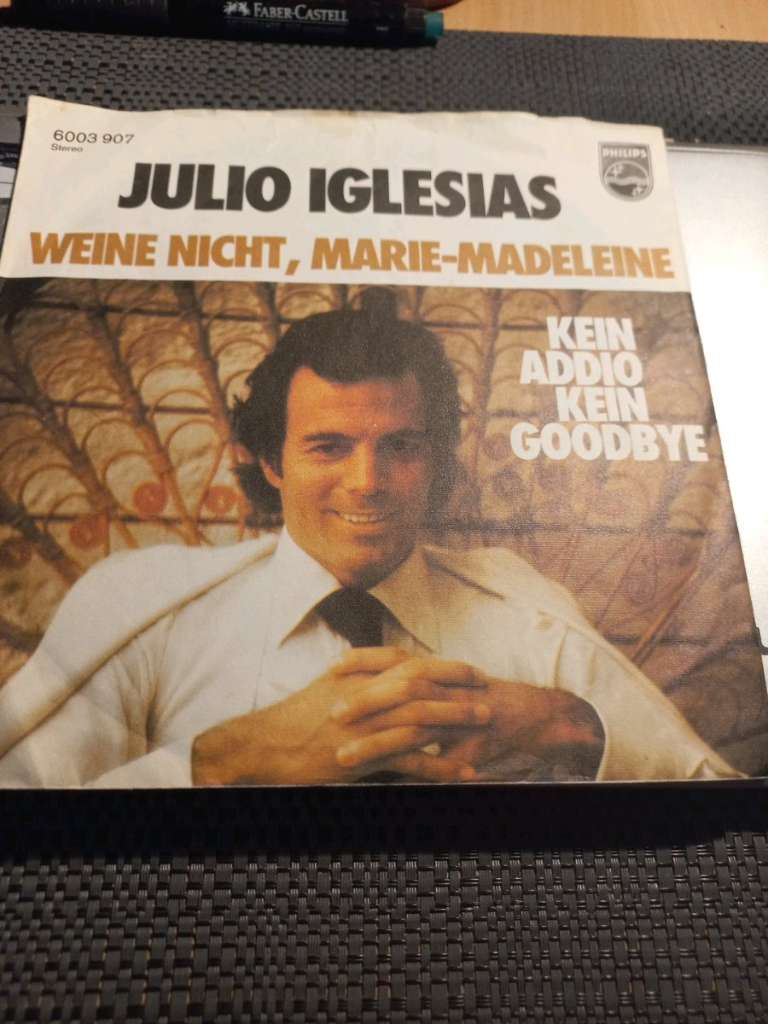 FABER-CASTELL
6003 907
Stereo
PHILIPS
JULIO IGLESIAS
WEINE NICHT, MARIE-MADELEINE
KEIN
ADDIO
KEIN
GOODBYE